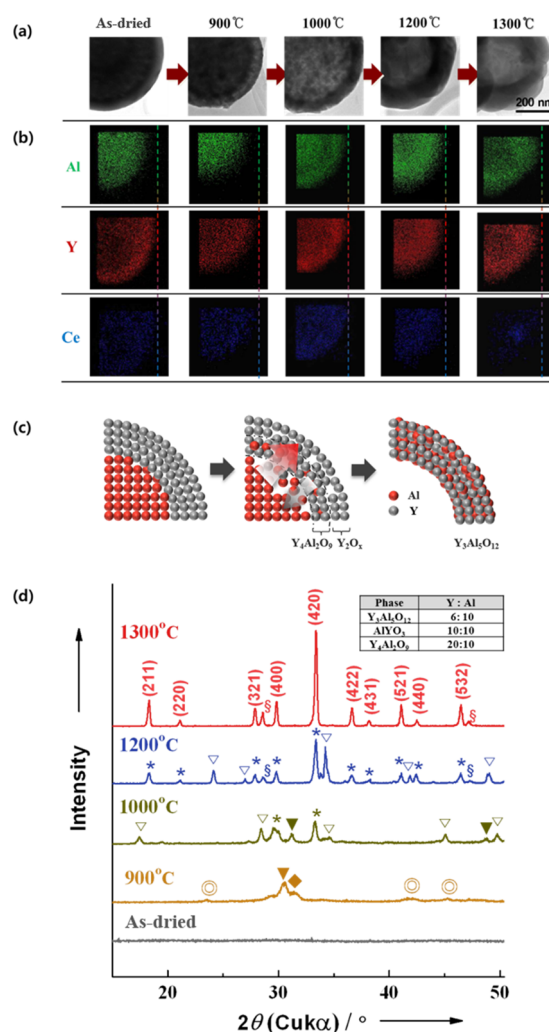 As-dried 900℃ 1000℃ 1200℃ 1300℃
(a)
200 nm
(b)
Al
Y
Ce
(c)
Al
Y
Y₄Al₂O₉ Y₂Oₓ Y₃Al₅O₁₂
(d)
Phase Y : Al
Y₃Al₅O₁₂ 6: 10
AlYO₃ 10:10
Y₄Al₂O₉ 20:10
1300°C
(211) (220) (321) § (400) (420) (422) (431) (521) (440) (532) §
1200°C
* * ▽ ▽ * § * * ▽ * * * ▽ * * § ▽
1000°C
▽ ▽ * ▼ * ▽ ▽ ▼ ▽
900°C
◎ ▼ ◆ ◎ ◎
As-dried
Intensity
20 30 40 50
2θ (Cukα) / °